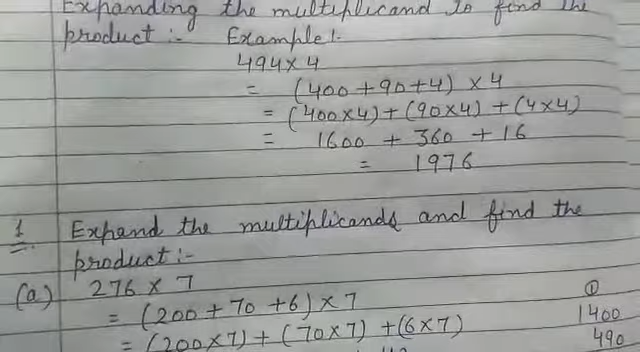 Expanding the multiplicand to find the
product :- Example 1.
494 x 4
= (400 + 90 + 4) x 4
= (400x4) + (90x4) + (4x4)
= 1600 + 360 + 16
= 1976
1. Expand the multiplicands and find the
product :-
(a) 276 x 7
= (200 + 70 + 6) x 7
= (200x7) + (70x7) + (6x7)
①
1400
490